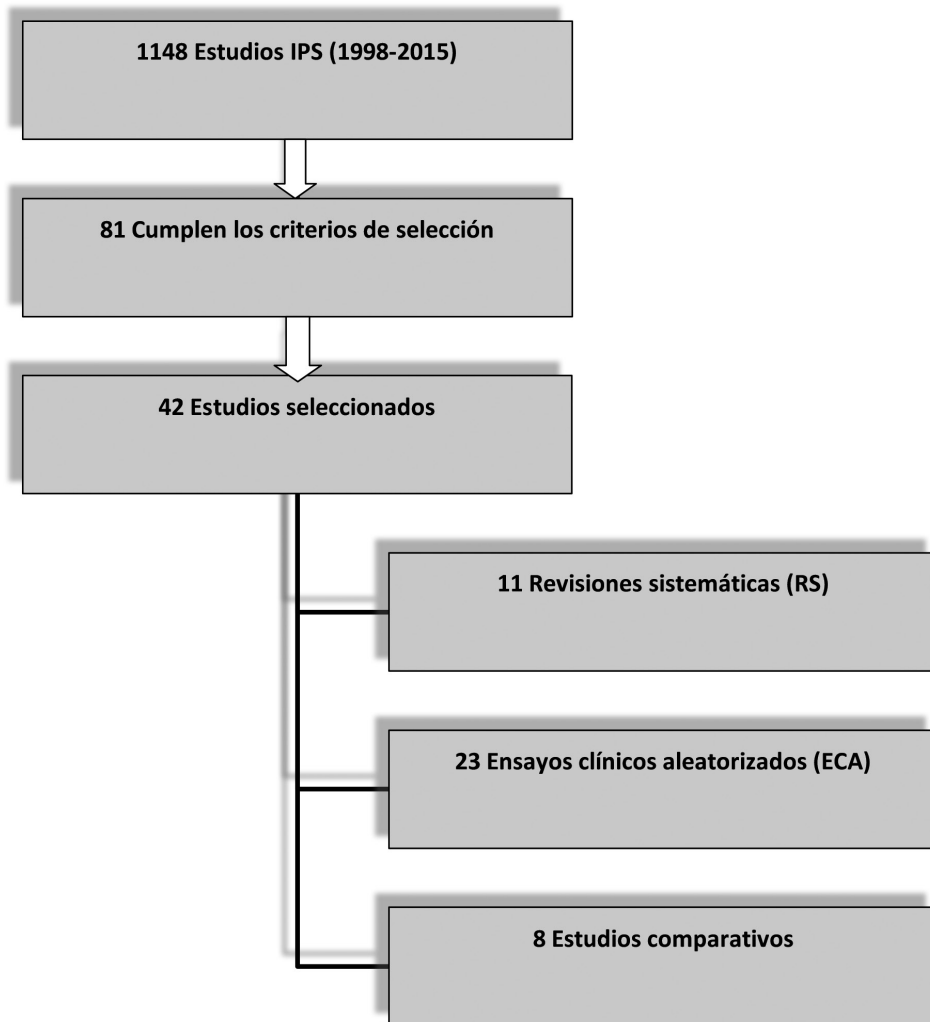 1148 Estudios IPS (1998-2015)
81 Cumplen los criterios de selección
42 Estudios seleccionados
11 Revisiones sistemáticas (RS)
23 Ensayos clínicos aleatorizados (ECA)
8 Estudios comparativos